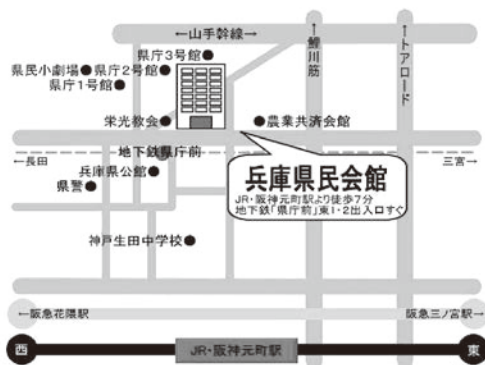 ←山手幹線→
↑鯉川筋
↑トアロード
県庁3号館
県民小劇場
県庁2号館
県庁1号館
栄光教会
農業共済会館
←長田
地下鉄県庁前
三宮→
兵庫県公館
県警
兵庫県民会館
JR・阪神元町駅より徒歩7分
地下鉄「県庁前」東1・2出入口すぐ
神戸生田中学校
←阪急花隈駅
阪急三ノ宮駅→
西
JR・阪神元町駅
東